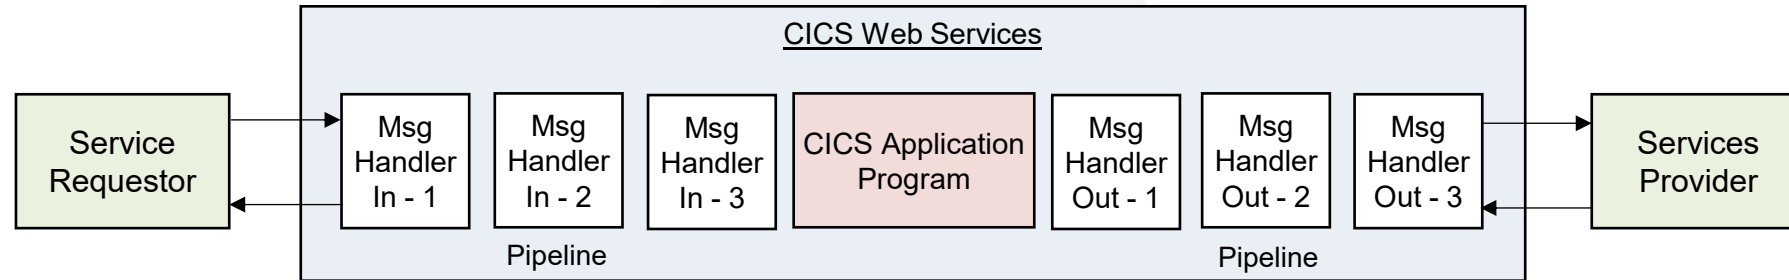 CICS Web Services
Service
Requestor
Msg
Handler
In - 1
Msg
Handler
In - 2
Msg
Handler
In - 3
CICS Application
Program
Msg
Handler
Out - 1
Msg
Handler
Out - 2
Msg
Handler
Out - 3
Services
Provider
Pipeline
Pipeline